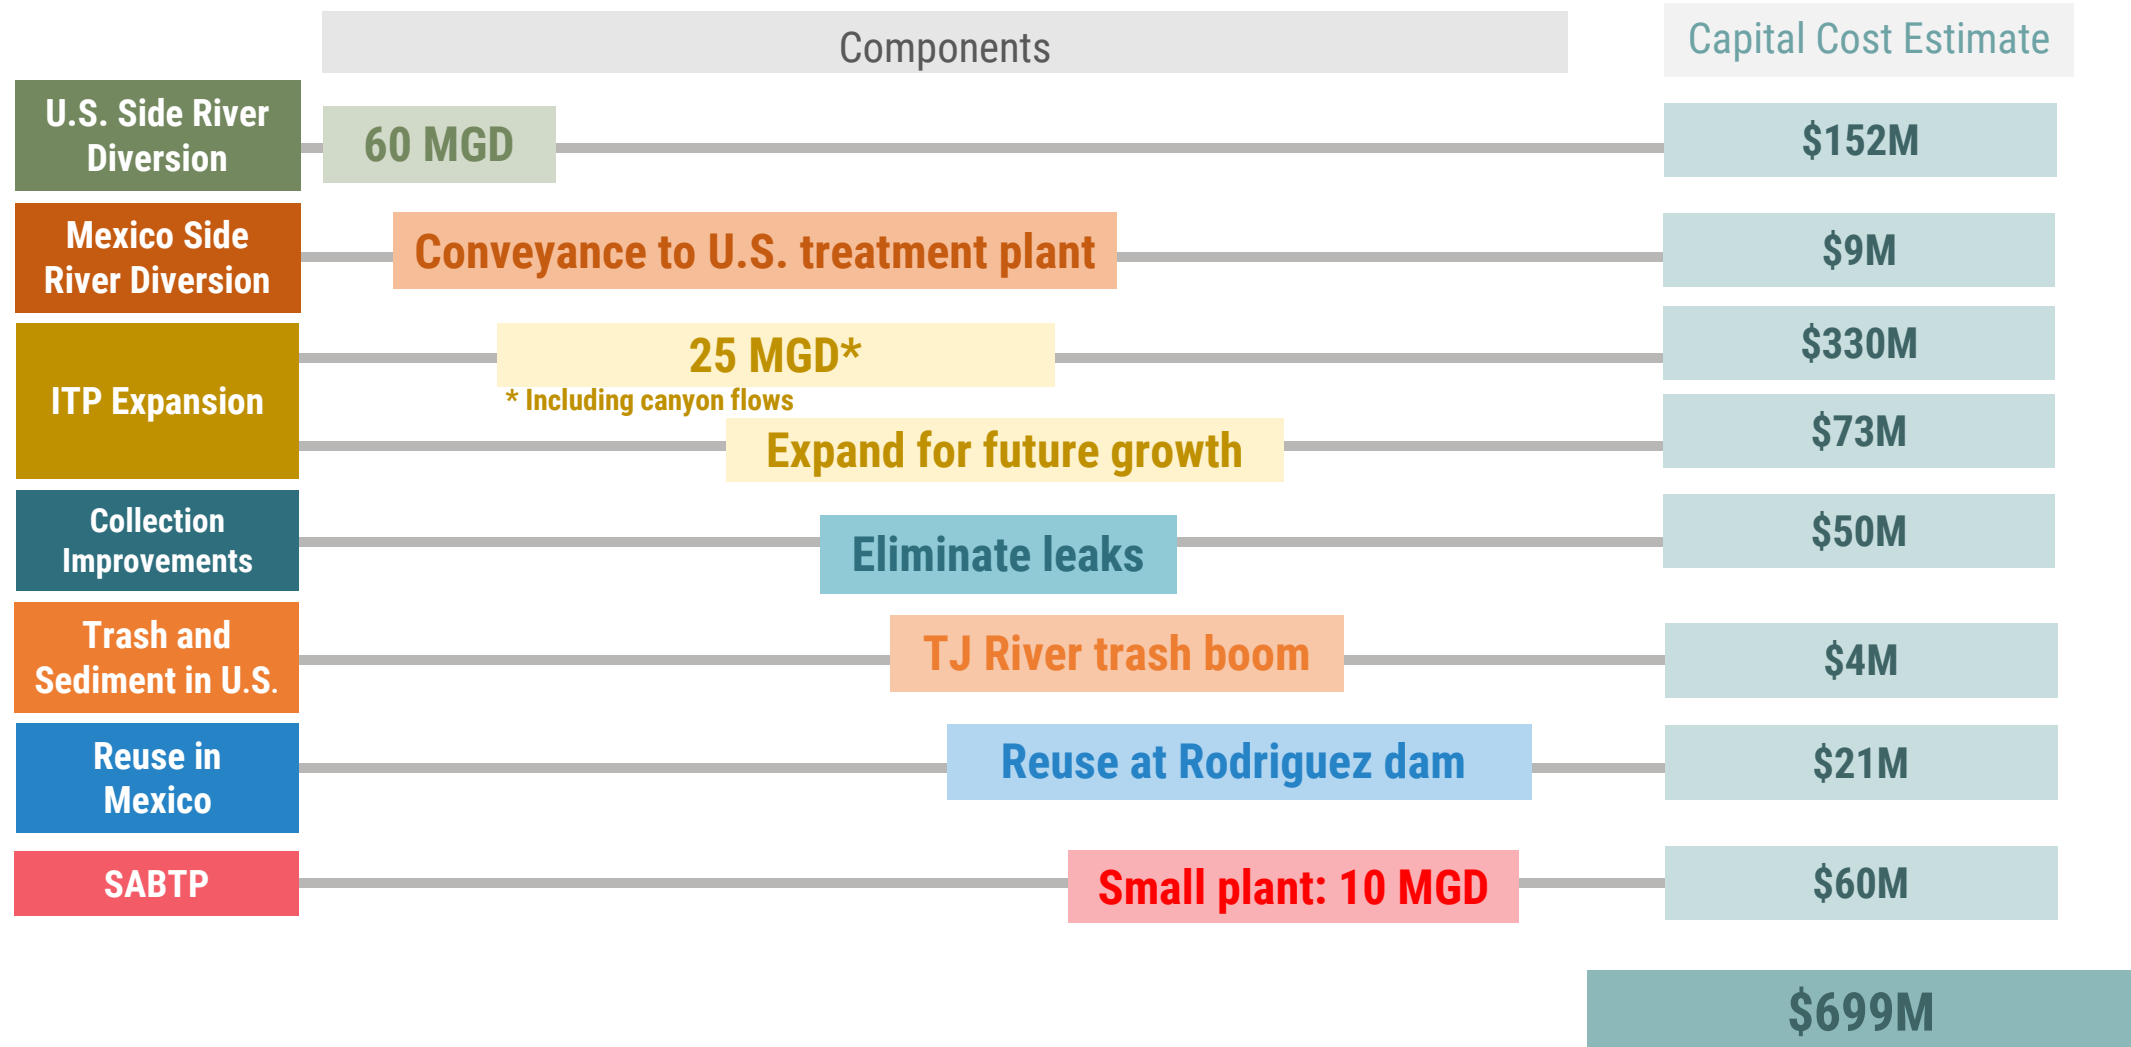 Components
Capital Cost Estimate
U.S. Side River
Diversion
60 MGD
$152M
Mexico Side
River Diversion
Conveyance to U.S. treatment plant
$9M
ITP Expansion
25 MGD*
* Including canyon flows
$330M
Expand for future growth
$73M
Collection
Improvements
Eliminate leaks
$50M
Trash and
Sediment in U.S.
TJ River trash boom
$4M
Reuse in
Mexico
Reuse at Rodriguez dam
$21M
SABTP
Small plant: 10 MGD
$60M
$699M